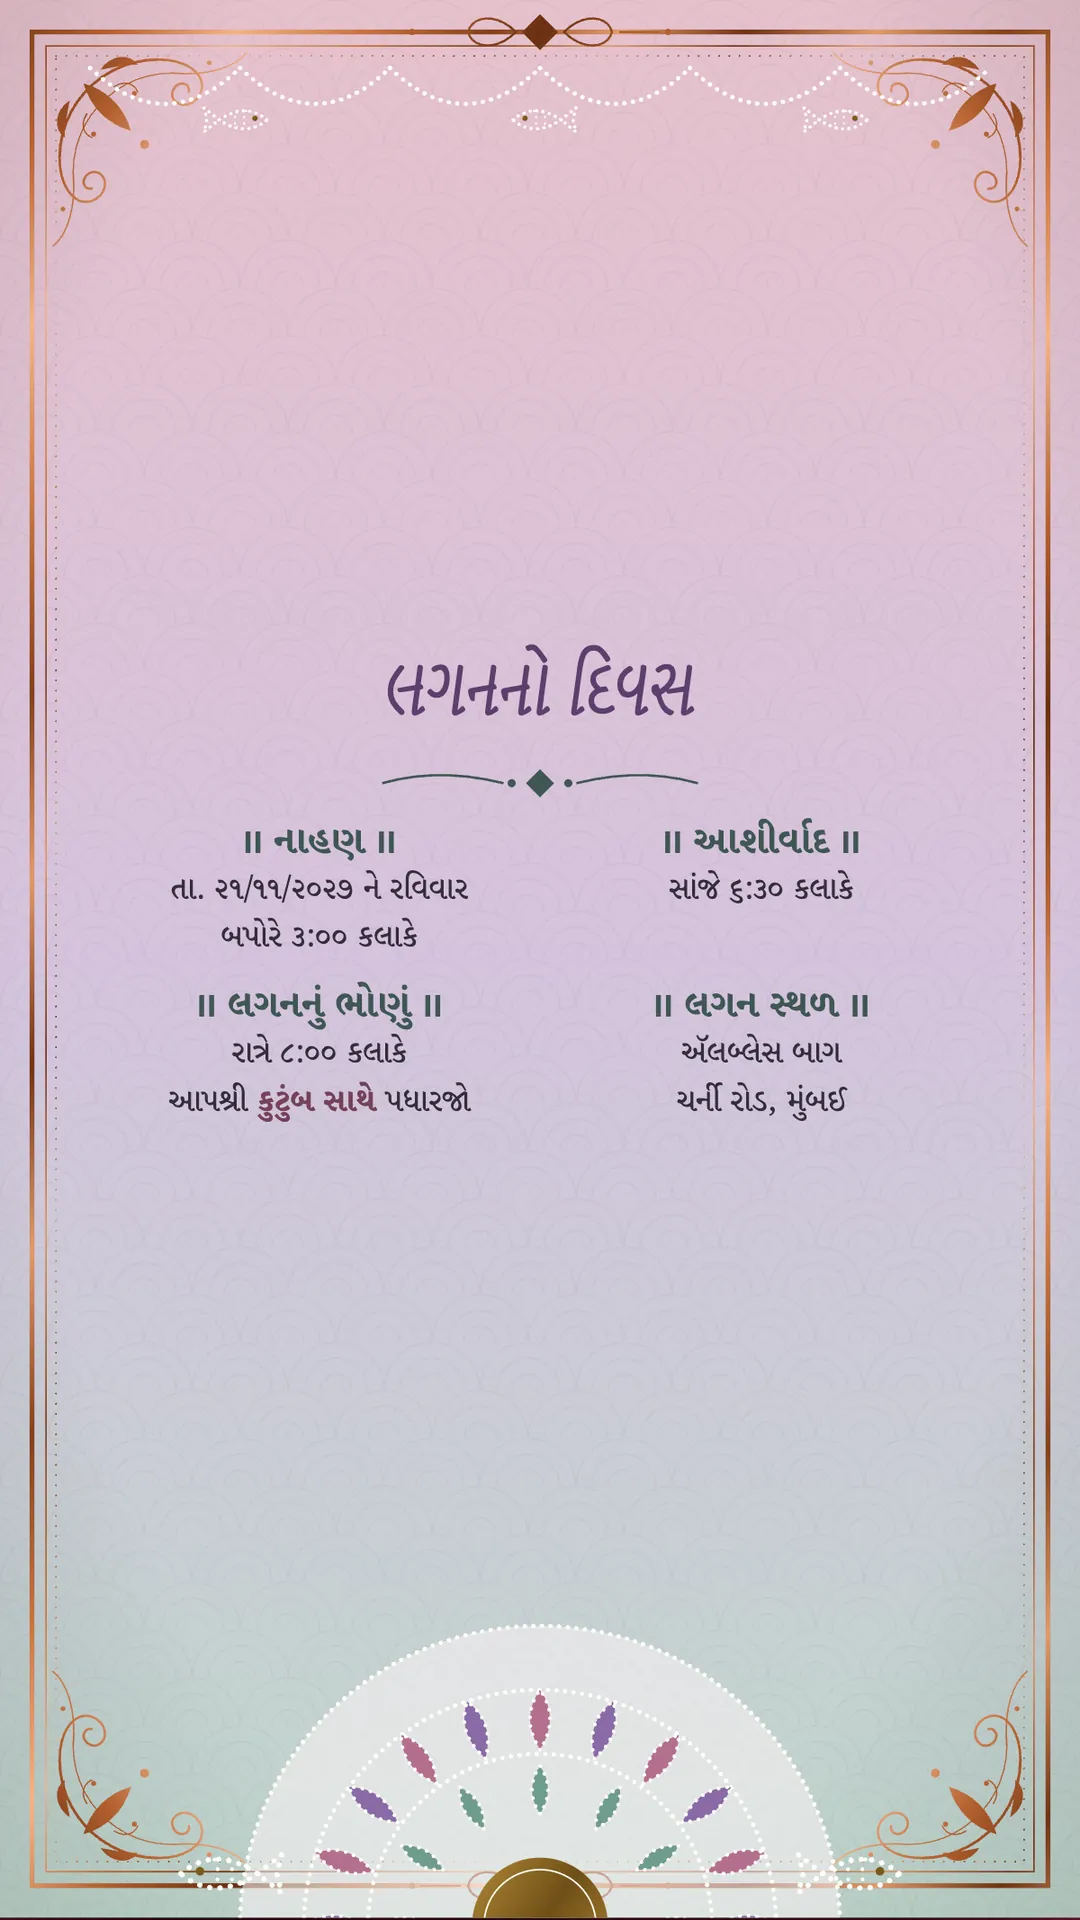 લગનનો દિવસ
॥ નાહણ ॥
તા. ૨૧/૧૧/૨૦૨૭ ને રવિવાર
બપોરે ૩:૦૦ કલાકે
॥ આશીર્વાદ ॥
સાંજે ૬:૩૦ કલાકે
॥ લગનનું ભોણું ॥
રાત્રે ૮:૦૦ કલાકે
આપશ્રી કુટુંબ સાથે પધારજો
॥ લગન સ્થળ ॥
ઍલબ્લેસ બાગ
ચર્ની રોડ, મુંબઈ